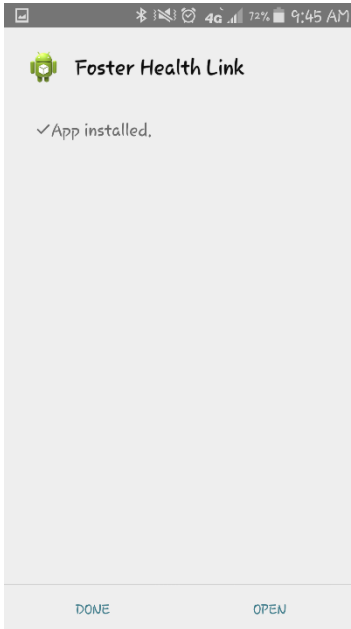 4G 72% 9:45 AM
Foster Health Link
✓App installed.
DONE OPEN